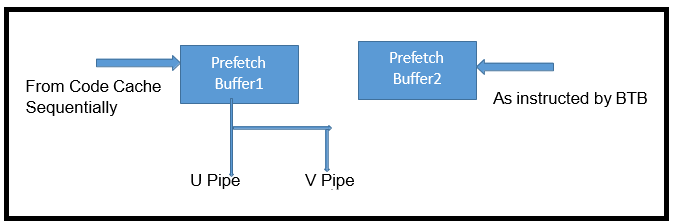 Prefetch
Buffer1
Prefetch
Buffer2
From Code Cache
Sequentially
As instructed by BTB
U Pipe
V Pipe